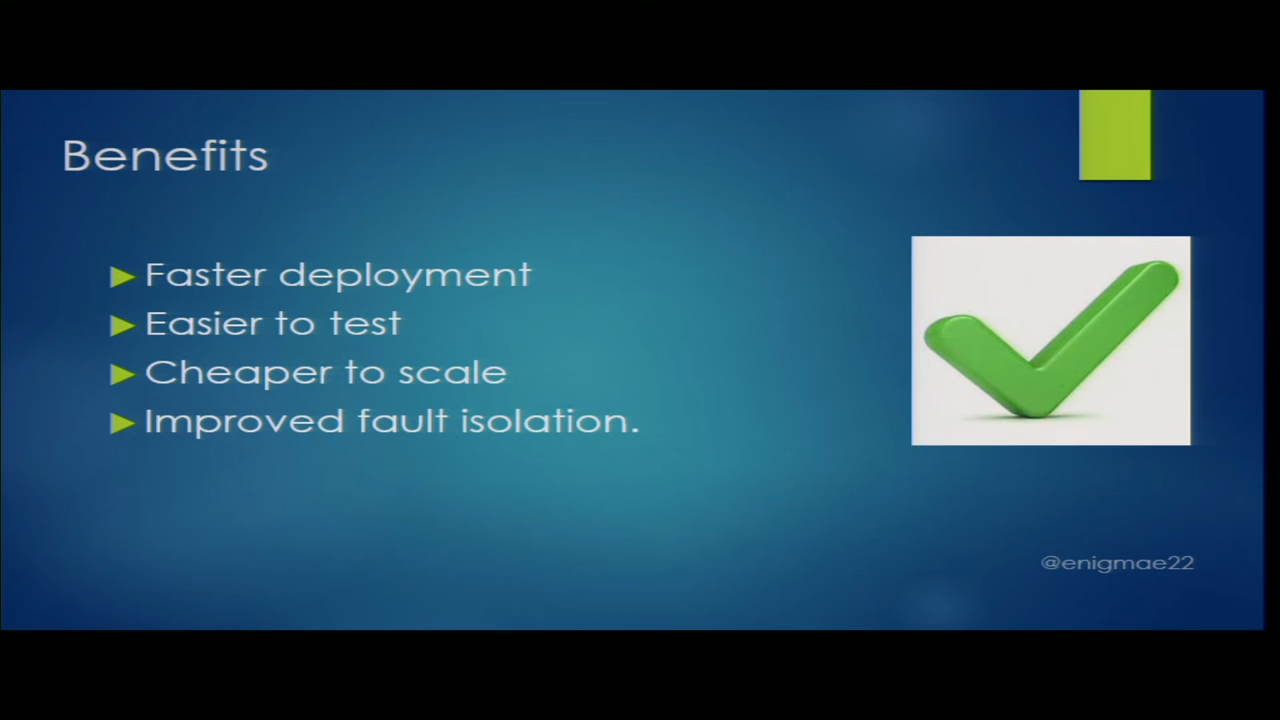 Benefits
Faster deployment
Easier to test
Cheaper to scale
Improved fault isolation.
@enigmae22